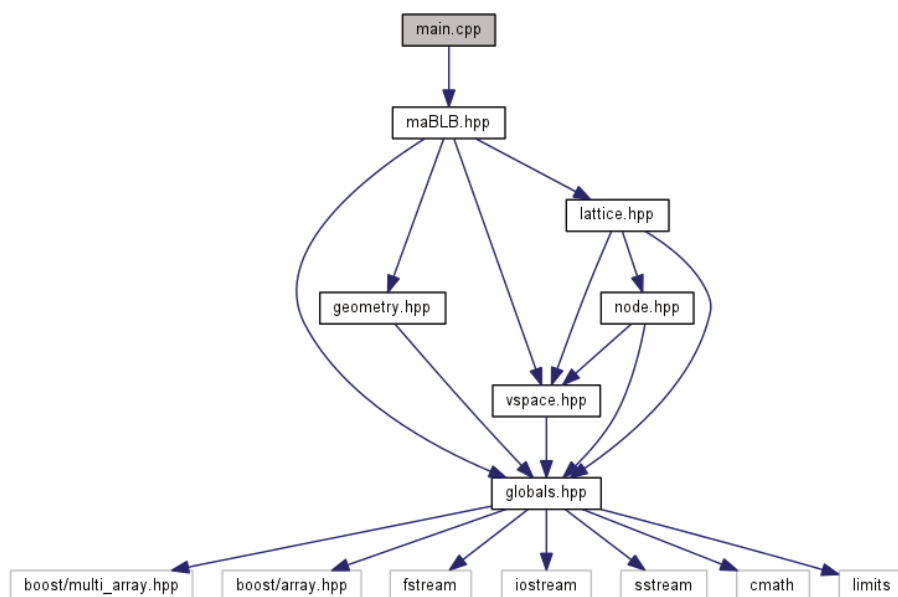 main.cpp
maBLB.hpp
lattice.hpp
geometry.hpp
node.hpp
vspace.hpp
globals.hpp
boost/multi_array.hpp
boost/array.hpp
fstream
iostream
sstream
cmath
limits